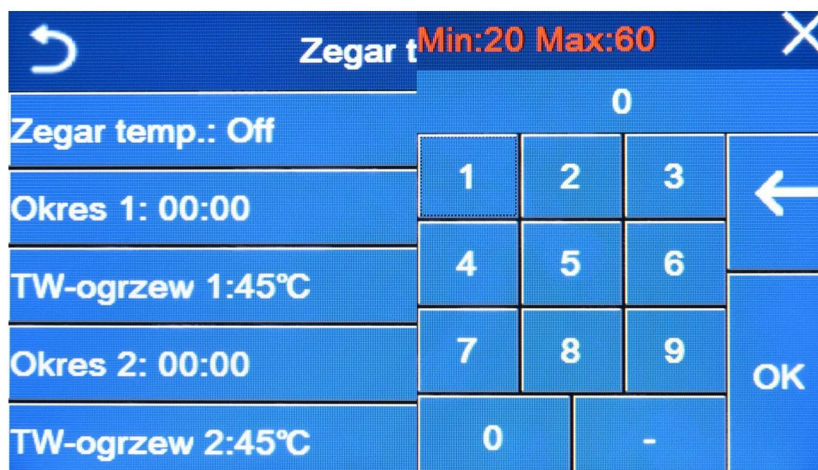 Zegar t
Min:20 Max:60
Zegar temp.: Off
Okres 1: 00:00
TW-ogrzew 1:45℃
Okres 2: 00:00
TW-ogrzew 2:45℃
0
1 2 3
4 5 6
7 8 9
OK
0 -